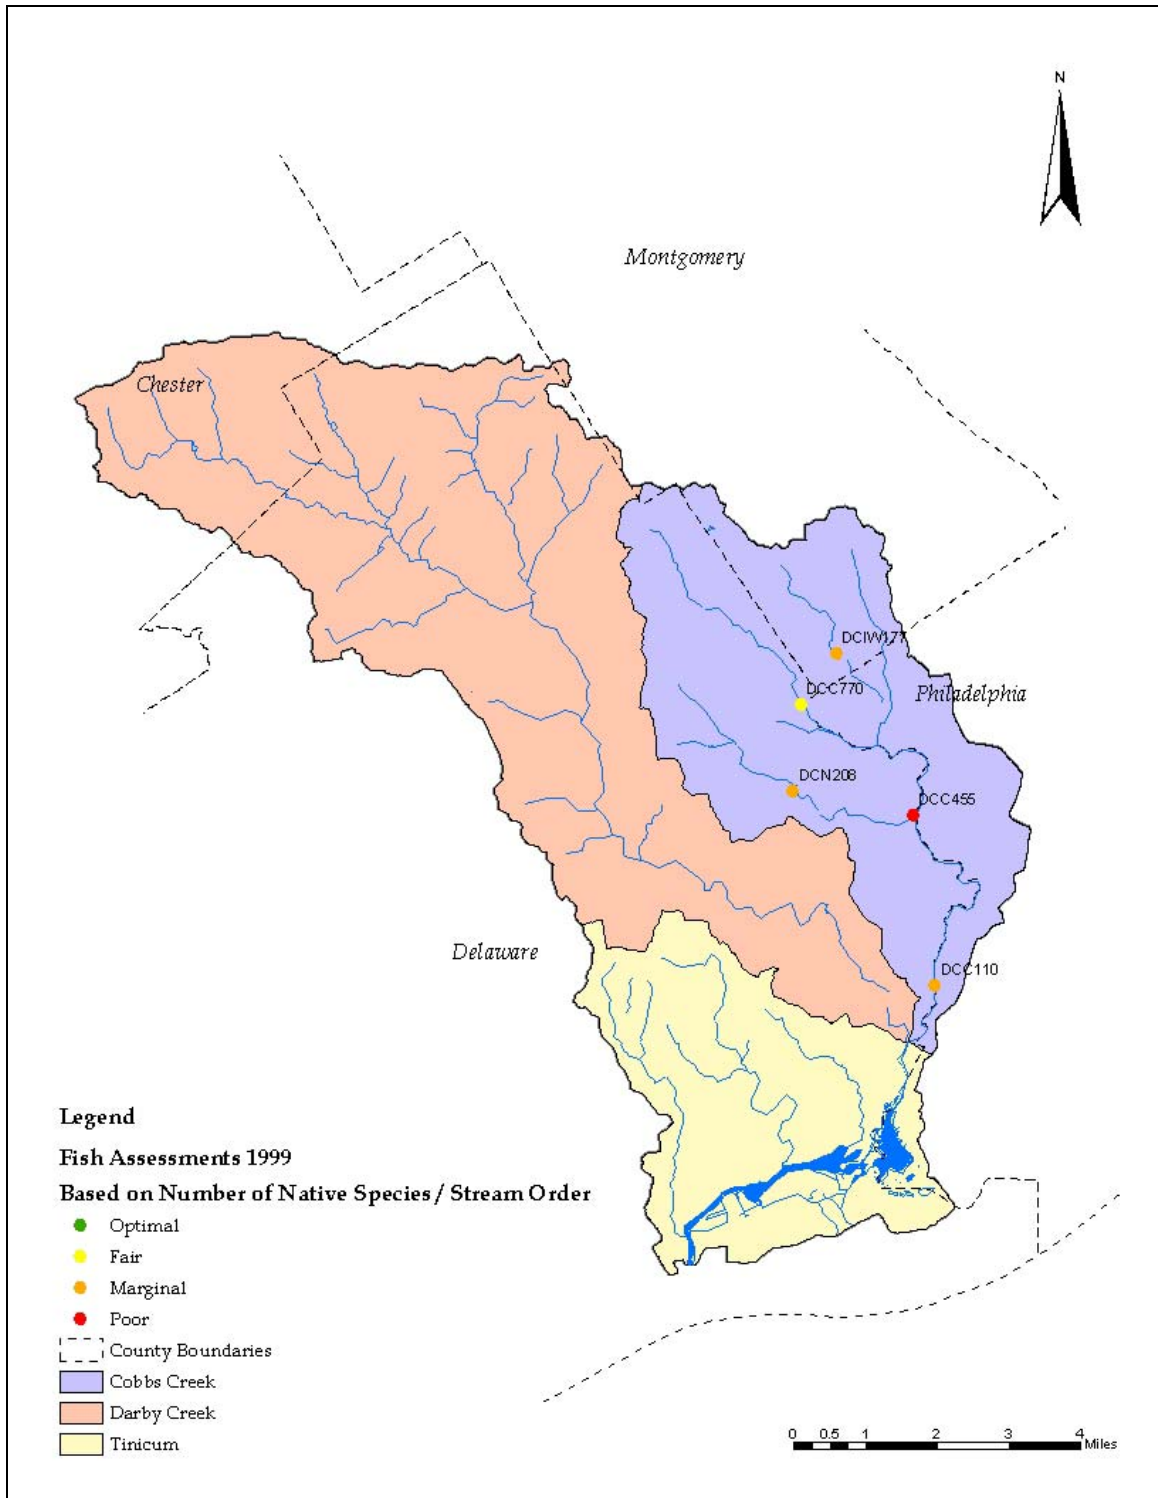 N
Montgomery
Chester
DCIW177
DCC770
Philadelphia
DCN208
DCC455
Delaware
DCC110
Legend
Fish Assessments 1999
Based on Number of Native Species / Stream Order
Optimal
Fair
Marginal
Poor
County Boundaries
Cobbs Creek
Darby Creek
Tinicum
0 0.5 1 2 3 4
Miles